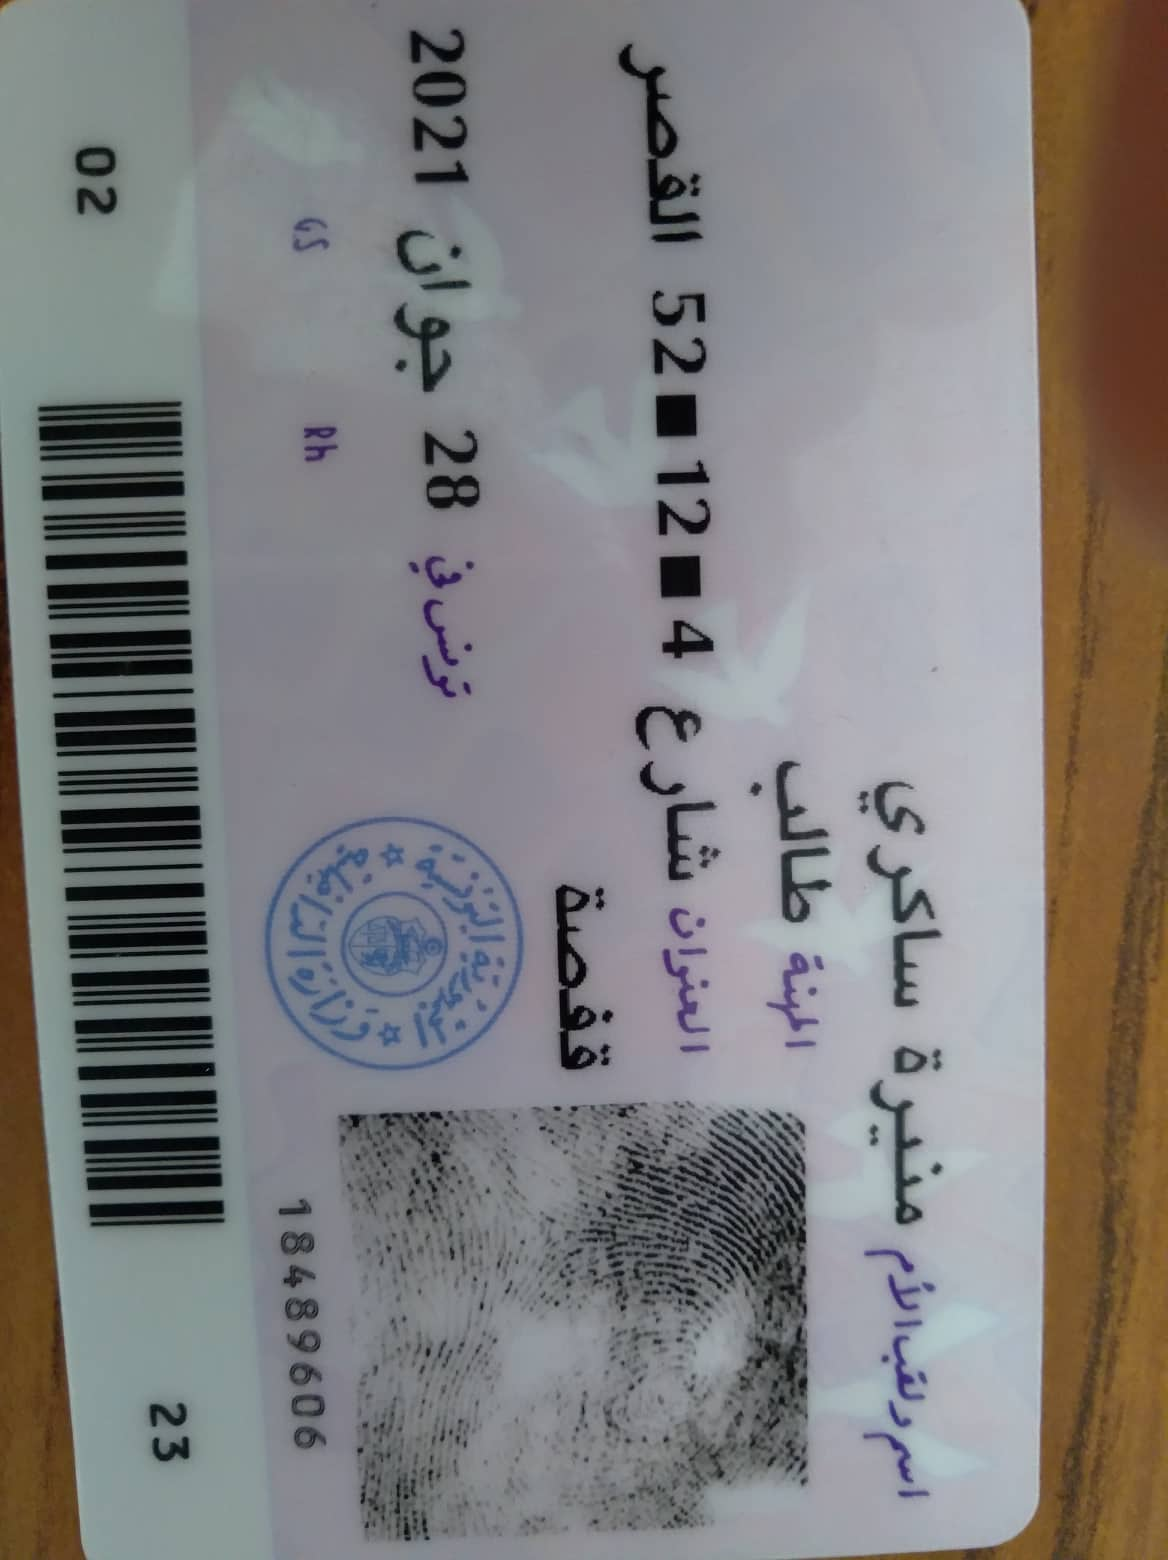 اسم ولقب الأم منيرة ساكري
المهنة طالب
العنوان شارع 4■12■52 القصر
قفصة
تونس في 28 جوان 2021
GS Rh
الجمهورية التونسية
وزارة الداخلية
18489606
23 02